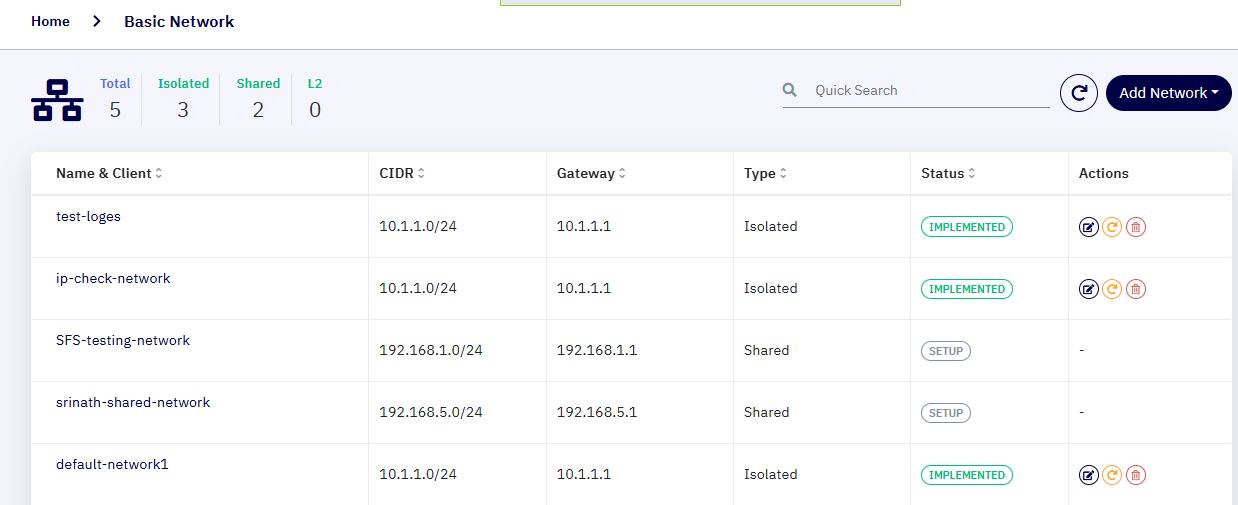 Home Basic Network
Total Isolated Shared L2
5 3 2 0
Quick Search
Add Network
Name & Client CIDR Gateway Type Status Actions
test-loges 10.1.1.0/24 10.1.1.1 Isolated IMPLEMENTED
ip-check-network 10.1.1.0/24 10.1.1.1 Isolated IMPLEMENTED
SFS-testing-network 192.168.1.0/24 192.168.1.1 Shared SETUP -
srinath-shared-network 192.168.5.0/24 192.168.5.1 Shared SETUP -
default-network1 10.1.1.0/24 10.1.1.1 Isolated IMPLEMENTED